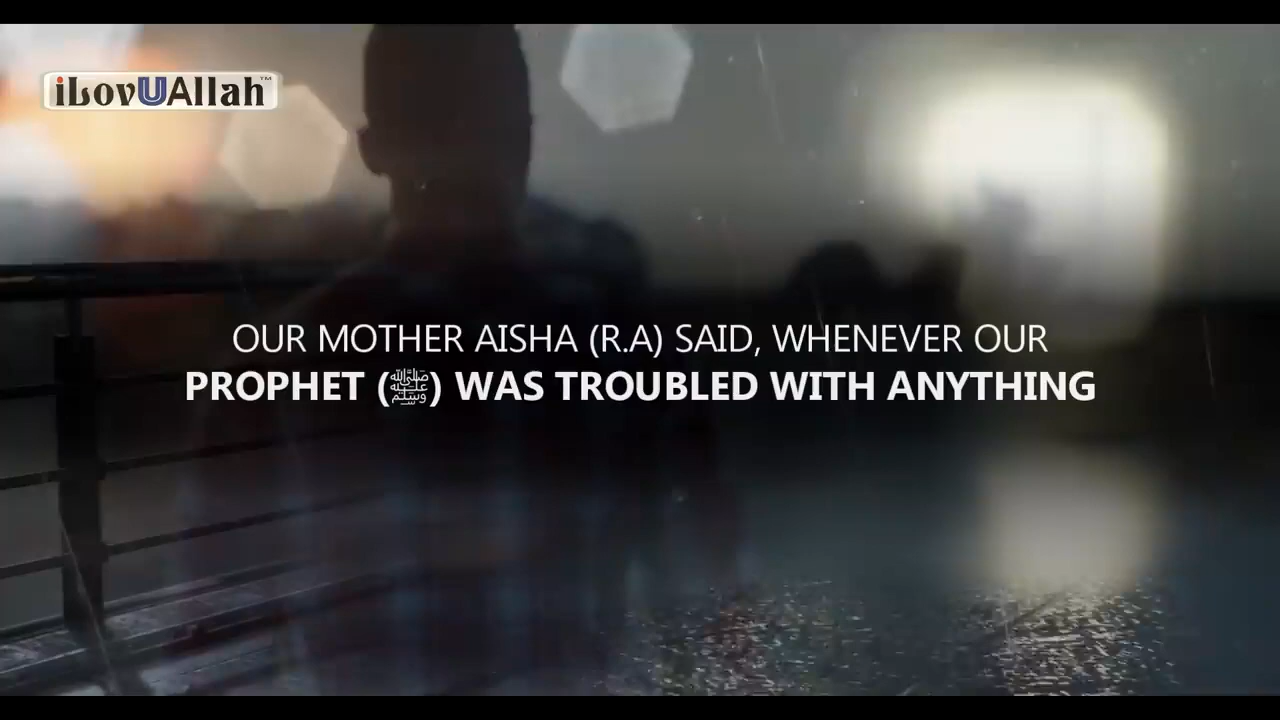 iLovUAllah™
OUR MOTHER AISHA (R.A) SAID, WHENEVER OUR
PROPHET (ﷺ) WAS TROUBLED WITH ANYTHING